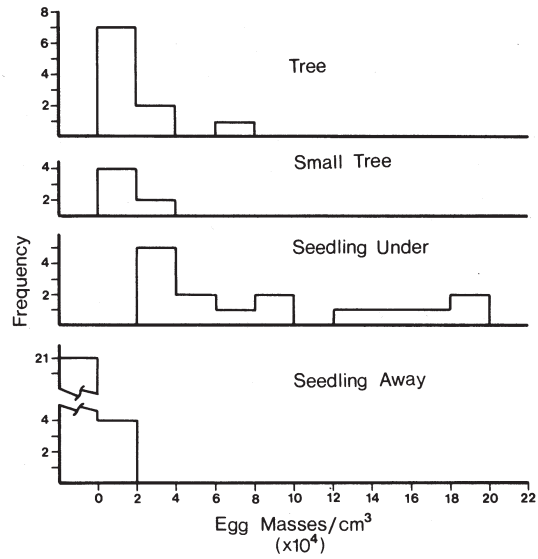 8
6
4
2
Tree
4
2
Small Tree
4
2
Seedling Under
Frequency
21
4
2
Seedling Away
0 2 4 6 8 10 12 14 16 18 20 22
Egg Masses/cm³
(x10⁴)